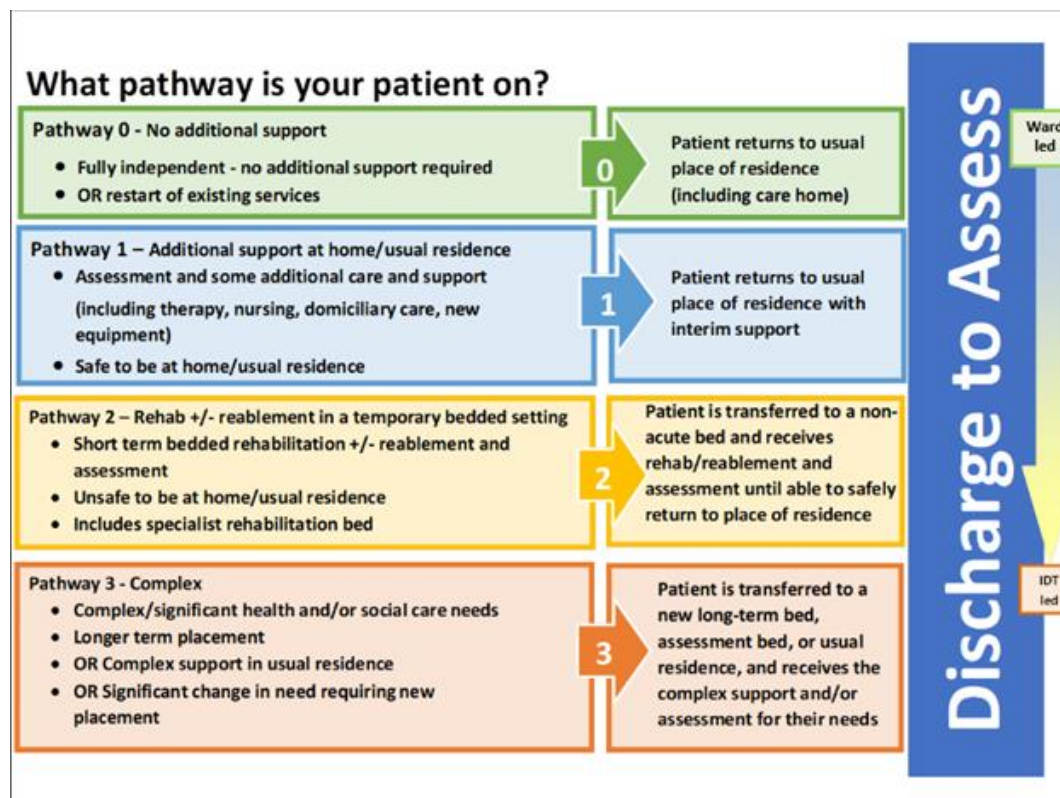 What pathway is your patient on?
Pathway 0 - No additional support
• Fully independent - no additional support required
• OR restart of existing services
0
Patient returns to usual
place of residence
(including care home)
Pathway 1 – Additional support at home/usual residence
• Assessment and some additional care and support
(including therapy, nursing, domiciliary care, new
equipment)
• Safe to be at home/usual residence
1
Patient returns to usual
place of residence with
interim support
Pathway 2 – Rehab +/- reablement in a temporary bedded setting
• Short term bedded rehabilitation +/- reablement and
assessment
• Unsafe to be at home/usual residence
• Includes specialist rehabilitation bed
2
Patient is transferred to a non-
acute bed and receives
rehab/reablement and
assessment until able to safely
return to place of residence
Pathway 3 - Complex
• Complex/significant health and/or social care needs
• Longer term placement
• OR Complex support in usual residence
• OR Significant change in need requiring new
placement
3
Patient is transferred to a
new long-term bed,
assessment bed, or usual
residence, and receives the
complex support and/or
assessment for their needs
Discharge to Assess
Ward
led
IDT
led